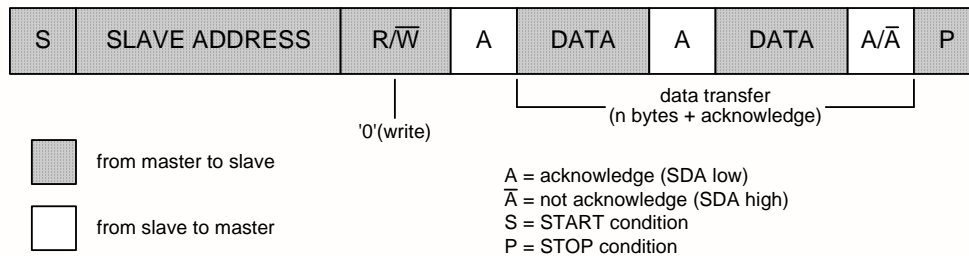 S SLAVE ADDRESS R/W̅ A DATA A DATA A/A̅ P
data transfer
(n bytes + acknowledge)
'0'(write)
from master to slave
from slave to master
A = acknowledge (SDA low)
A̅ = not acknowledge (SDA high)
S = START condition
P = STOP condition